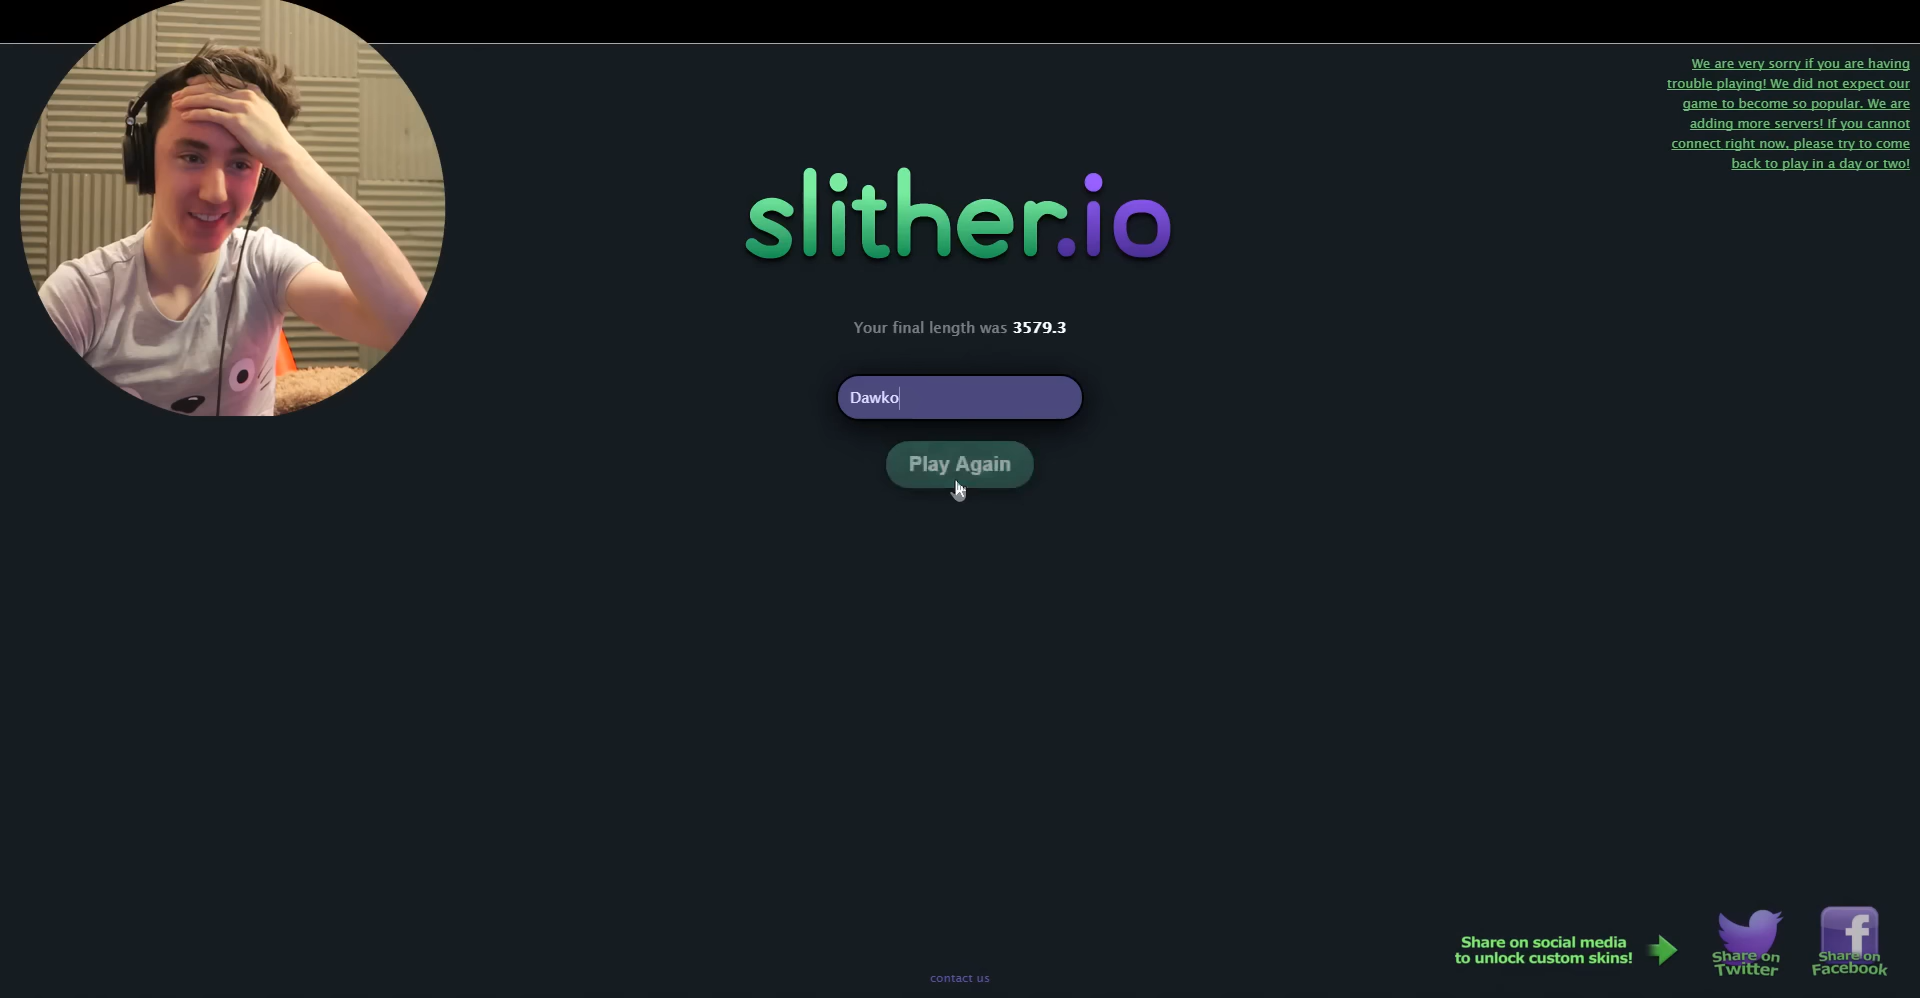 We are very sorry if you are having
trouble playing! We did not expect our
game to become so popular. We are
adding more servers! If you cannot
connect right now, please try to come
back to play in a day or two!
slither.io
Your final length was 3579.3
Dawko
Play Again
Share on social media
to unlock custom skins!
Share on
Twitter
Share on
Facebook
contact us